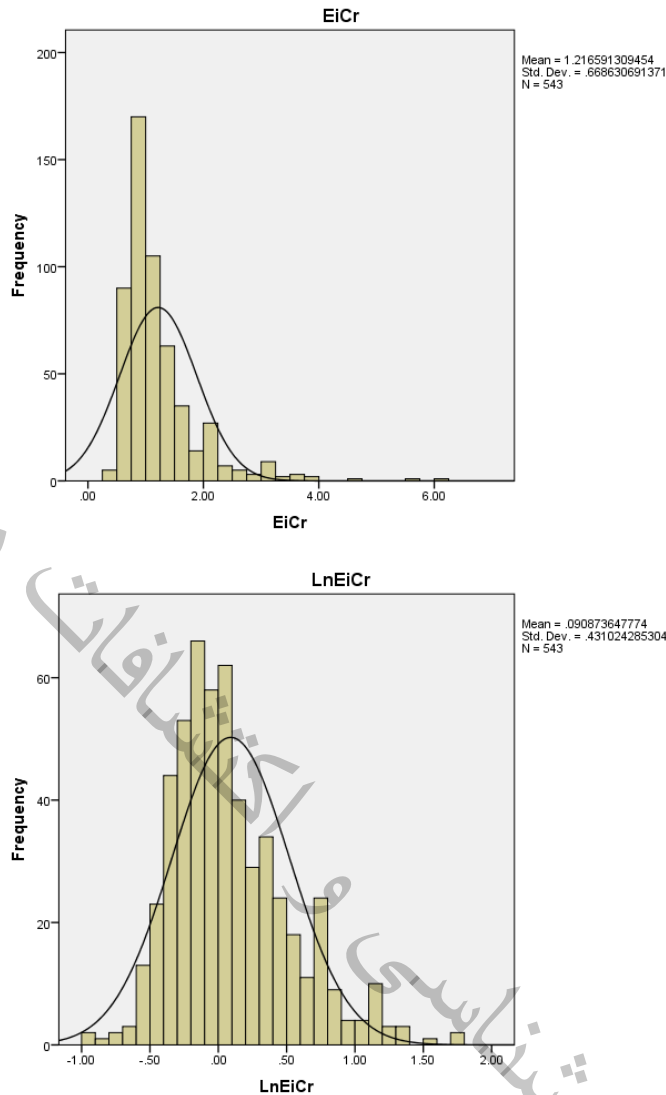 EiCr
Mean = 1.216591309454
Std. Dev. = .668630691371
N = 543
200
150
100
50
0
Frequency
.00 2.00 4.00 6.00
EiCr
LnEiCr
Mean = .090873647774
Std. Dev. = .431024285304
N = 543
60
40
20
0
Frequency
-1.00 -.50 .00 .50 1.00 1.50 2.00
LnEiCr
شناسی و اکتشافات